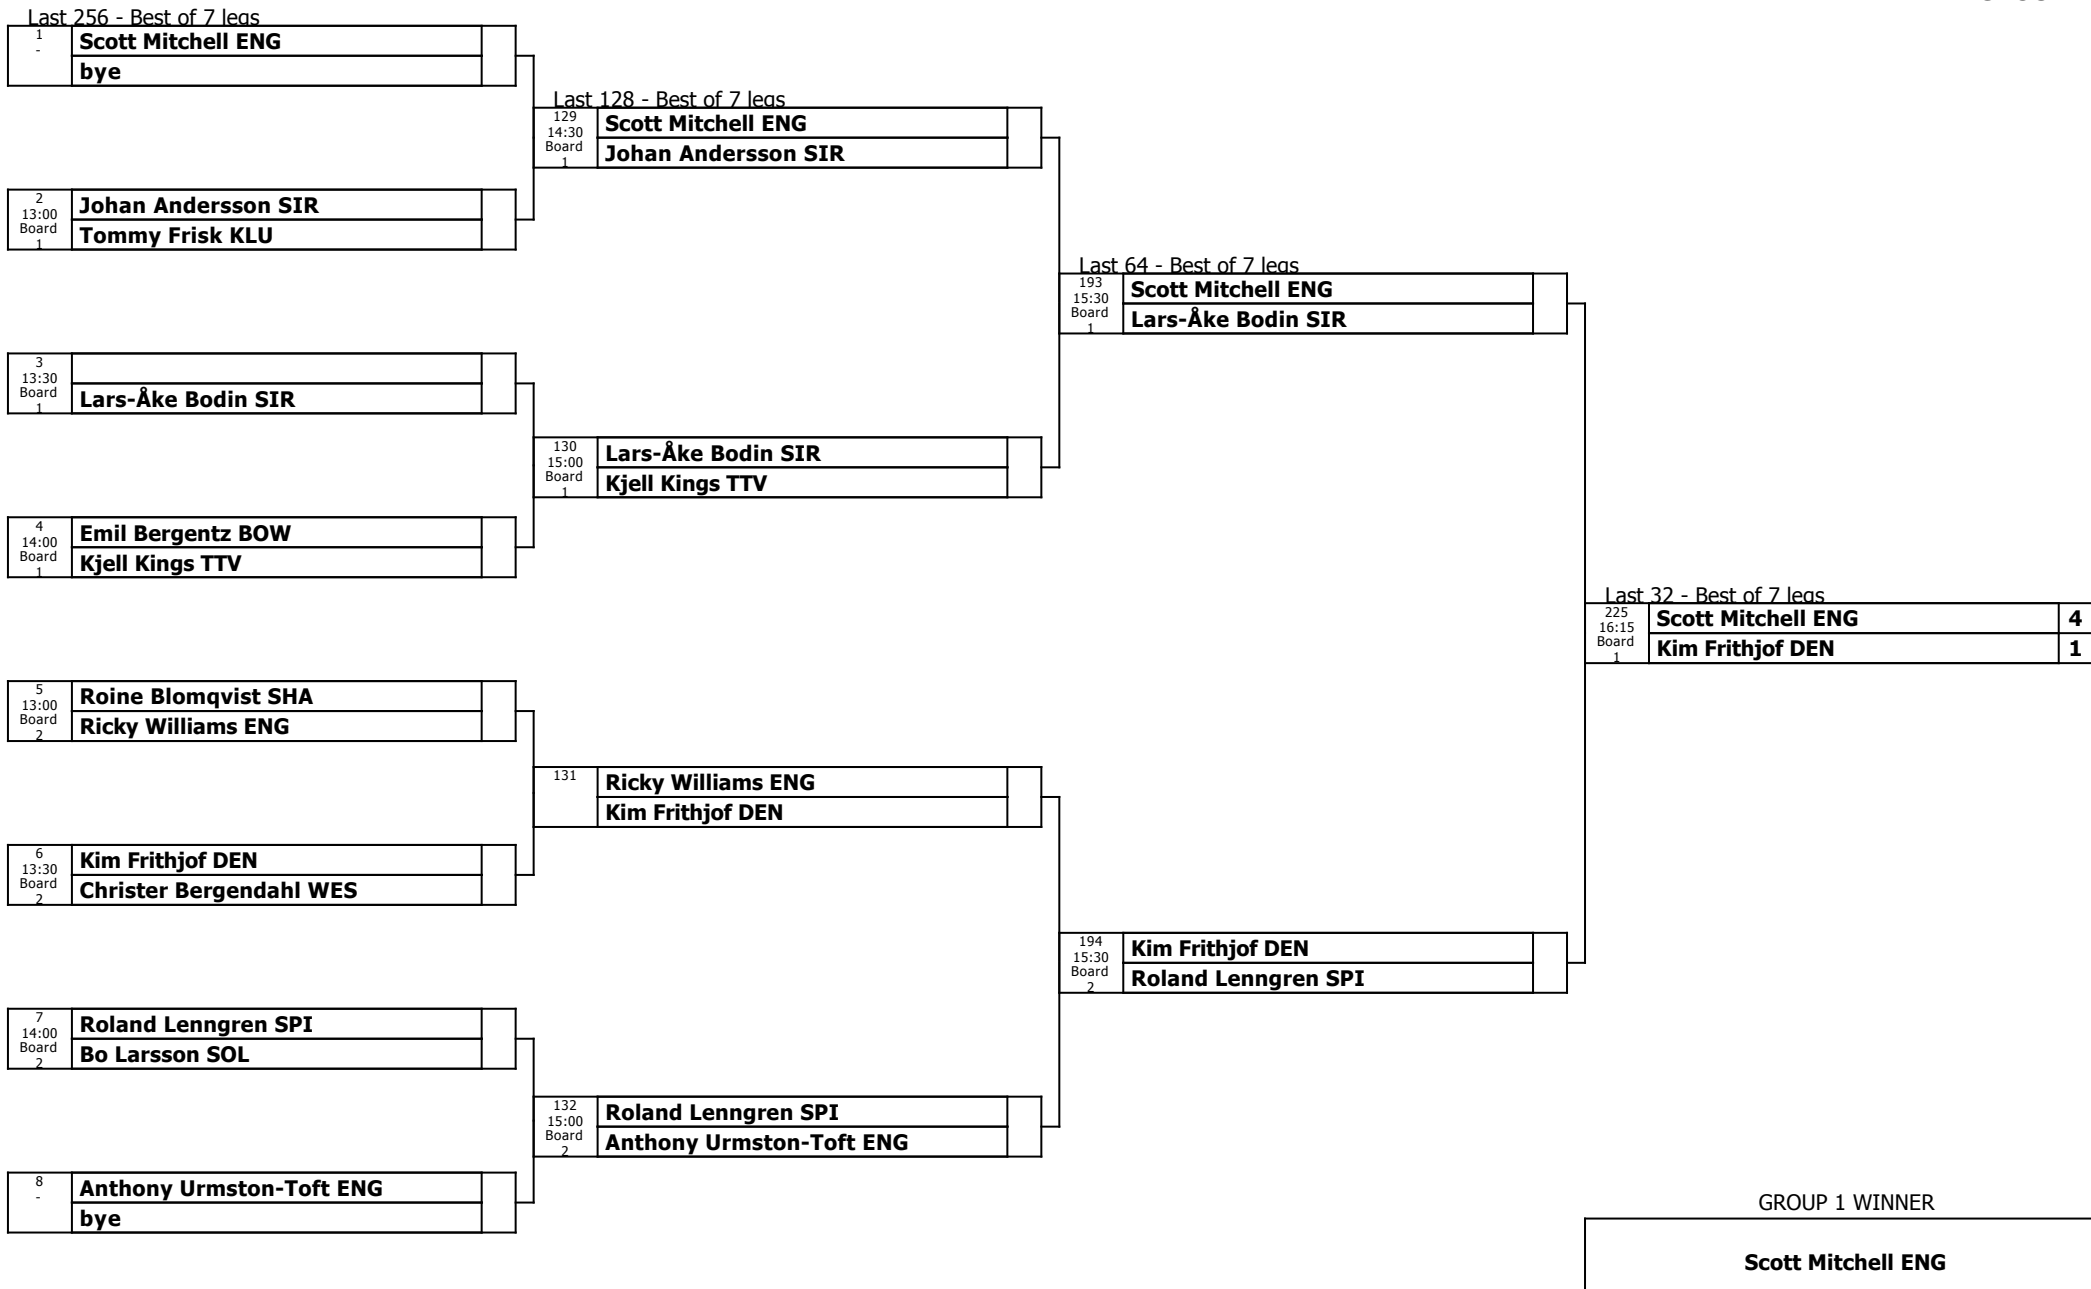 Last 256 - Best of 7 legs
1
-
Scott Mitchell ENG
bye
Last 128 - Best of 7 legs
129
14:30
Board
1
Scott Mitchell ENG
Johan Andersson SIR
2
13:00
Board
1
Johan Andersson SIR
Tommy Frisk KLU
Last 64 - Best of 7 legs
193
15:30
Board
1
Scott Mitchell ENG
Lars-Åke Bodin SIR
3
13:30
Board
1
Lars-Åke Bodin SIR
130
15:00
Board
1
Lars-Åke Bodin SIR
Kjell Kings TTV
4
14:00
Board
1
Emil Bergentz BOW
Kjell Kings TTV
Last 32 - Best of 7 legs
225
16:15
Board
1
Scott Mitchell ENG 4
Kim Frithjof DEN 1
5
13:00
Board
2
Roine Blomqvist SHA
Ricky Williams ENG
131
Ricky Williams ENG
Kim Frithjof DEN
6
13:30
Board
2
Kim Frithjof DEN
Christer Bergendahl WES
194
15:30
Board
2
Kim Frithjof DEN
Roland Lenngren SPI
7
14:00
Board
2
Roland Lenngren SPI
Bo Larsson SOL
132
15:00
Board
2
Roland Lenngren SPI
Anthony Urmston-Toft ENG
8
-
Anthony Urmston-Toft ENG
bye
GROUP 1 WINNER
Scott Mitchell ENG